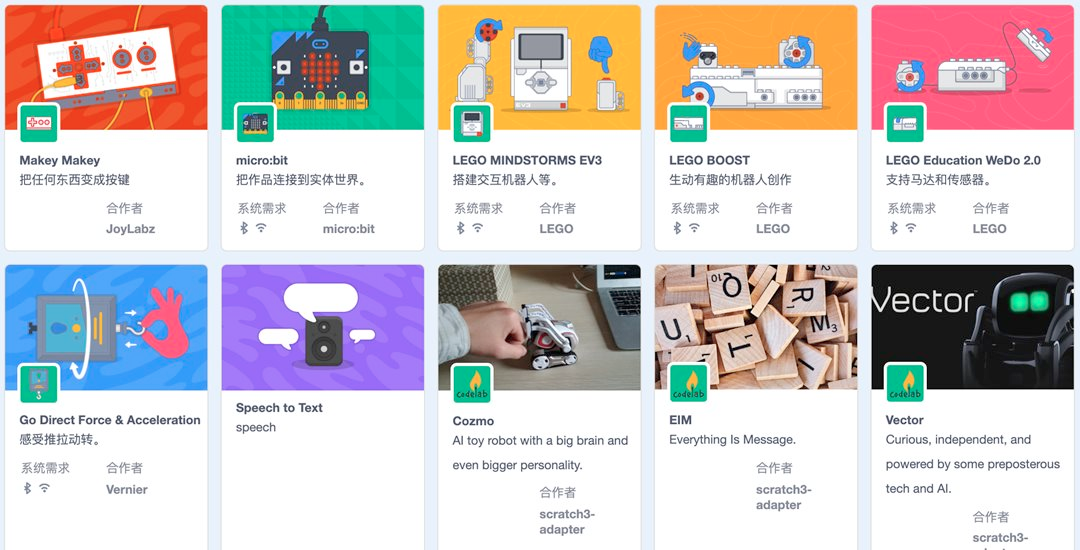 Makey Makey
把任何东西变成按键
合作者
JoyLabz
micro:bit
把作品连接到实体世界。
系统需求
合作者
micro:bit
EV3
LEGO MINDSTORMS EV3
搭建交互机器人等。
系统需求
合作者
LEGO
LEGO BOOST
生动有趣的机器人创作
系统需求
合作者
LEGO
LEGO Education WeDo 2.0
支持马达和传感器。
系统需求
合作者
LEGO
Go Direct Force & Acceleration
感受推拉动转。
系统需求
合作者
Vernier
Speech to Text
speech
codelab
Cozmo
AI toy robot with a big brain and
even bigger personality.
合作者
scratch3-
adapter
codelab
EIM
Everything Is Message.
合作者
scratch3-
adapter
Vector
codelab
Vector
Curious, independent, and
powered by some preposterous
tech and AI.
合作者
scratch3-